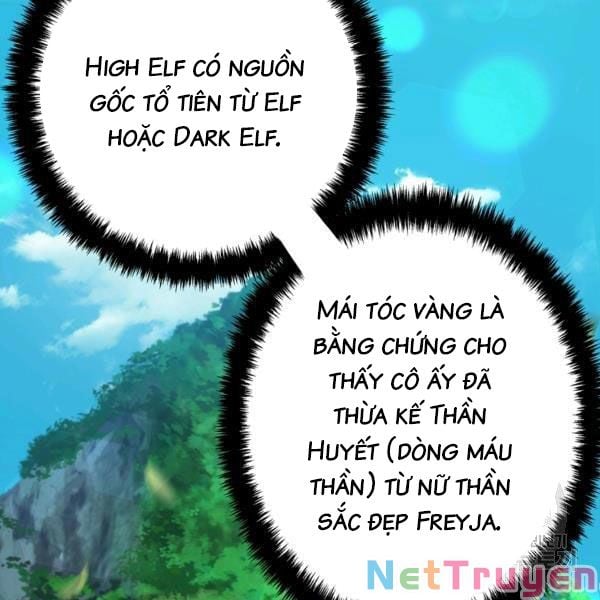 HIGH ELF CÓ NGUỒN
GỐC TỔ TIÊN TỪ ELF
HOẶC DARK ELF.
MÁI TÓC VÀNG LÀ
BẰNG CHỨNG CHO
THẤY CÔ ẤY ĐÃ
THỪA KẾ THẦN
HUYẾT (DÒNG MÁU
THẦN) TỪ NỮ THẦN
SẮC ĐẸP FREYJA.
NetTruyen